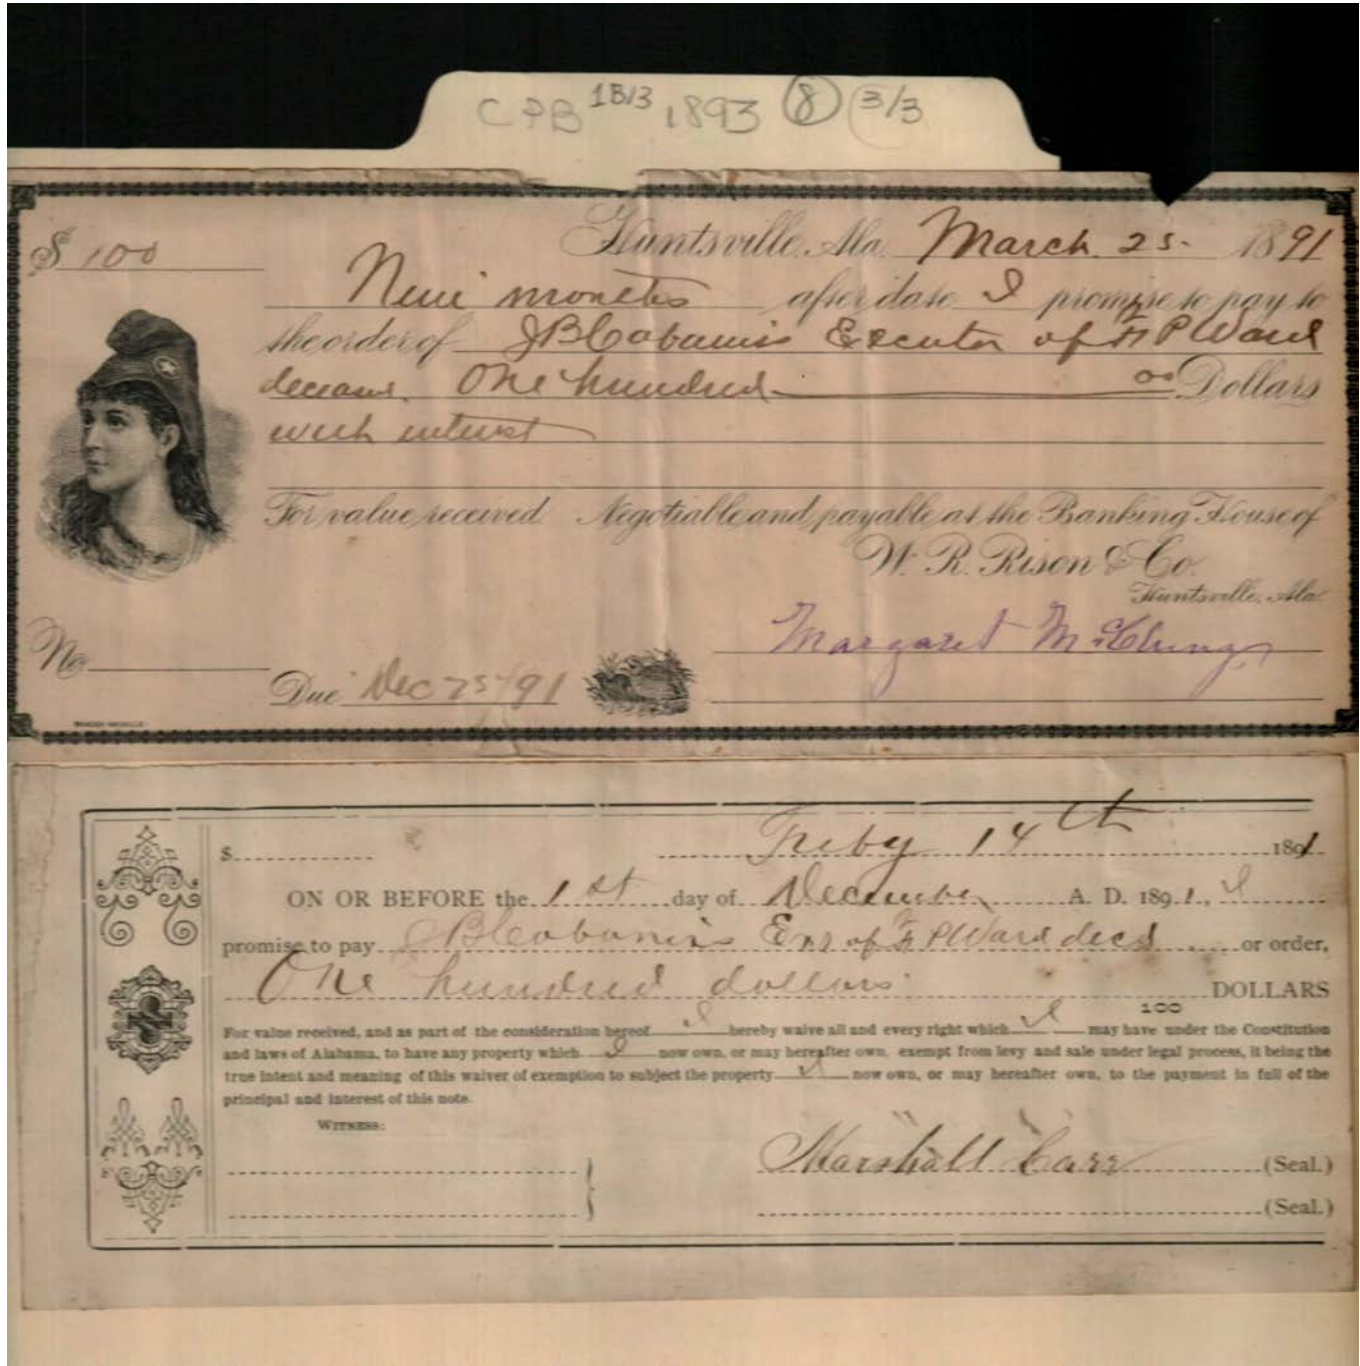 CPB 1B13 1893 8 3/3
$ 100
Huntsville, Ala. March. 25. 1891
Nine months after date I promise to pay to
the order of JB Cabaniss Executor of F P Ward
deceased. One hundred 00 Dollars
with interest
For value received Negotiable and payable at the Banking House of
W. R. Rison & Co.
Huntsville, Ala.
Margaret McClung
No
Due Dec 25/91
$ Feby 14th 1891
ON OR BEFORE the 1st day of December A. D. 1891., I
promise to pay JB Cabaniss Exr of F P Ward decd or order,
One hundred dollars DOLLARS
100
For value received, and as part of the consideration hereof I hereby waive all and every right which I may have under the Constitution
and laws of Alabama, to have any property which I now own, or may hereafter own, exempt from levy and sale under legal process, it being the
true intent and meaning of this waiver of exemption to subject the property I now own, or may hereafter own, to the payment in full of the
principal and interest of this note.
WITNESS:
Marshall Carr (Seal.)
(Seal.)